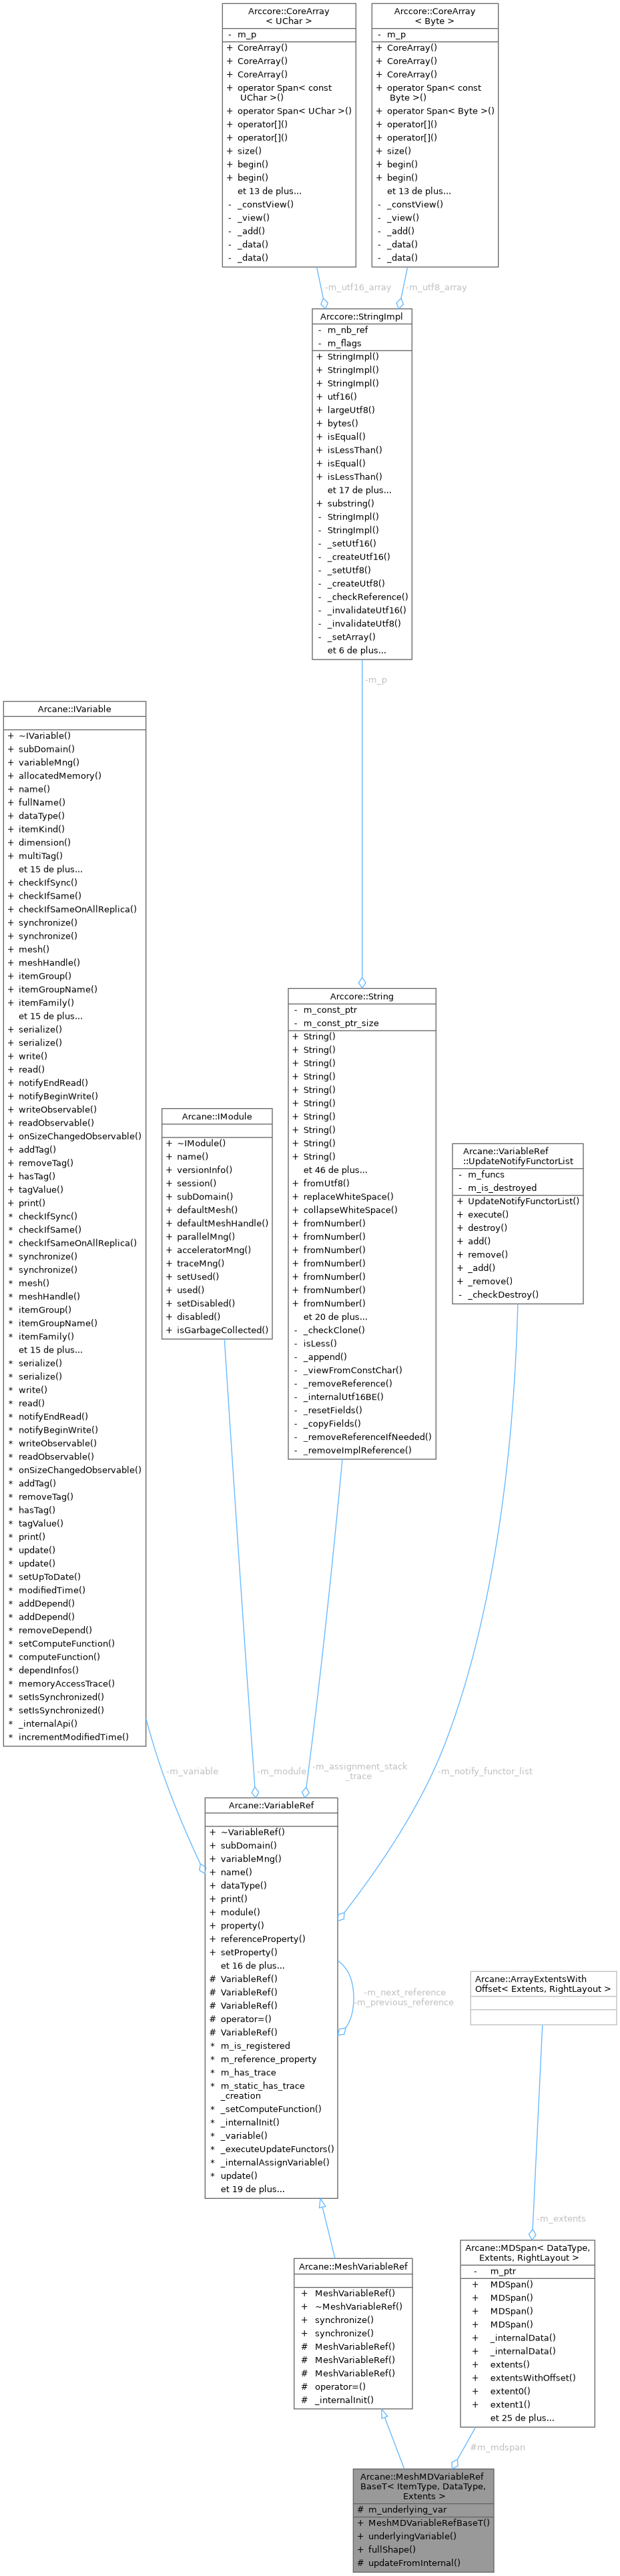 Arccore::CoreArray
< UChar >
- m_p
+ CoreArray()
+ CoreArray()
+ CoreArray()
+ operator Span< const
UChar >()
+ operator Span< UChar >()
+ operator[]()
+ operator[]()
+ size()
+ begin()
+ begin()
et 13 de plus...
- _constView()
- _view()
- _add()
- _data()
- _data()
Arccore::CoreArray
< Byte >
- m_p
+ CoreArray()
+ CoreArray()
+ CoreArray()
+ operator Span< const
Byte >()
+ operator Span< Byte >()
+ operator[]()
+ operator[]()
+ size()
+ begin()
+ begin()
et 13 de plus...
- _constView()
- _view()
- _add()
- _data()
- _data()
-m_utf16_array
-m_utf8_array
Arccore::StringImpl
- m_nb_ref
- m_flags
+ StringImpl()
+ StringImpl()
+ StringImpl()
+ utf16()
+ largeUtf8()
+ bytes()
+ isEqual()
+ isLessThan()
+ isEqual()
+ isLessThan()
et 17 de plus...
+ substring()
- StringImpl()
- StringImpl()
- _setUtf16()
- _createUtf16()
- _setUtf8()
- _createUtf8()
- _checkReference()
- _invalidateUtf16()
- _invalidateUtf8()
- _setArray()
et 6 de plus...
-m_p
Arcane::IVariable
+ ~IVariable()
+ subDomain()
+ variableMng()
+ allocatedMemory()
+ name()
+ fullName()
+ dataType()
+ itemKind()
+ dimension()
+ multiTag()
et 15 de plus...
+ checkIfSync()
+ checkIfSame()
+ checkIfSameOnAllReplica()
+ synchronize()
+ synchronize()
+ mesh()
+ meshHandle()
+ itemGroup()
+ itemGroupName()
+ itemFamily()
et 15 de plus...
+ serialize()
+ serialize()
+ write()
+ read()
+ notifyEndRead()
+ notifyBeginWrite()
+ writeObservable()
+ readObservable()
+ onSizeChangedObservable()
+ addTag()
+ removeTag()
+ hasTag()
+ tagValue()
+ print()
* checkIfSync()
* checkIfSame()
* checkIfSameOnAllReplica()
* synchronize()
* synchronize()
* mesh()
* meshHandle()
* itemGroup()
* itemGroupName()
* itemFamily()
et 15 de plus...
* serialize()
* serialize()
* write()
* read()
* notifyEndRead()
* notifyBeginWrite()
* writeObservable()
* readObservable()
* onSizeChangedObservable()
* addTag()
* removeTag()
* hasTag()
* tagValue()
* print()
* update()
* update()
* setUpToDate()
* modifiedTime()
* addDepend()
* addDepend()
* removeDepend()
* setComputeFunction()
* computeFunction()
* dependInfos()
* memoryAccessTrace()
* setIsSynchronized()
* setIsSynchronized()
* _internalApi()
* incrementModifiedTime()
Arcane::IModule
+ ~IModule()
+ name()
+ versionInfo()
+ session()
+ subDomain()
+ defaultMesh()
+ defaultMeshHandle()
+ parallelMng()
+ acceleratorMng()
+ traceMng()
+ setUsed()
+ used()
+ setDisabled()
+ disabled()
+ isGarbageCollected()
Arccore::String
- m_const_ptr
- m_const_ptr_size
+ String()
+ String()
+ String()
+ String()
+ String()
+ String()
+ String()
+ String()
+ String()
+ String()
et 46 de plus...
+ fromUtf8()
+ replaceWhiteSpace()
+ collapseWhiteSpace()
+ fromNumber()
+ fromNumber()
+ fromNumber()
+ fromNumber()
+ fromNumber()
+ fromNumber()
+ fromNumber()
et 20 de plus...
- _checkClone()
- isLess()
- _append()
- _viewFromConstChar()
- _removeReference()
- _internalUtf16BE()
- _resetFields()
- _copyFields()
- _removeReferenceIfNeeded()
- _removeImplReference()
Arcane::VariableRef
::UpdateNotifyFunctorList
- m_funcs
- m_is_destroyed
+ UpdateNotifyFunctorList()
+ execute()
+ destroy()
+ add()
+ remove()
+ _add()
+ _remove()
- _checkDestroy()
-m_variable
-m_module
-m_assignment_stack
_trace
-m_notify_functor_list
Arcane::VariableRef
+ ~VariableRef()
+ subDomain()
+ variableMng()
+ name()
+ dataType()
+ print()
+ module()
+ property()
+ referenceProperty()
+ setProperty()
et 16 de plus...
# VariableRef()
# VariableRef()
# VariableRef()
# operator=()
# VariableRef()
* m_is_registered
* m_reference_property
* m_has_trace
* m_static_has_trace
_creation
* _setComputeFunction()
* _internalInit()
* _variable()
* _executeUpdateFunctors()
* _internalAssignVariable()
* update()
et 19 de plus...
-m_next_reference
-m_previous_reference
Arcane::ArrayExtentsWith
Offset< Extents, RightLayout >
-m_extents
Arcane::MeshVariableRef
+ MeshVariableRef()
+ ~MeshVariableRef()
+ synchronize()
+ synchronize()
# MeshVariableRef()
# MeshVariableRef()
# MeshVariableRef()
# operator=()
# _internalInit()
Arcane::MDSpan< DataType,
Extents, RightLayout >
- m_ptr
+ MDSpan()
+ MDSpan()
+ MDSpan()
+ MDSpan()
+ _internalData()
+ _internalData()
+ extents()
+ extentsWithOffset()
+ extent0()
+ extent1()
et 25 de plus...
#m_mdspan
Arcane::MeshMDVariableRef
BaseT< ItemType, DataType,
Extents >
# m_underlying_var
+ MeshMDVariableRefBaseT()
+ underlyingVariable()
+ fullShape()
# updateFromInternal()